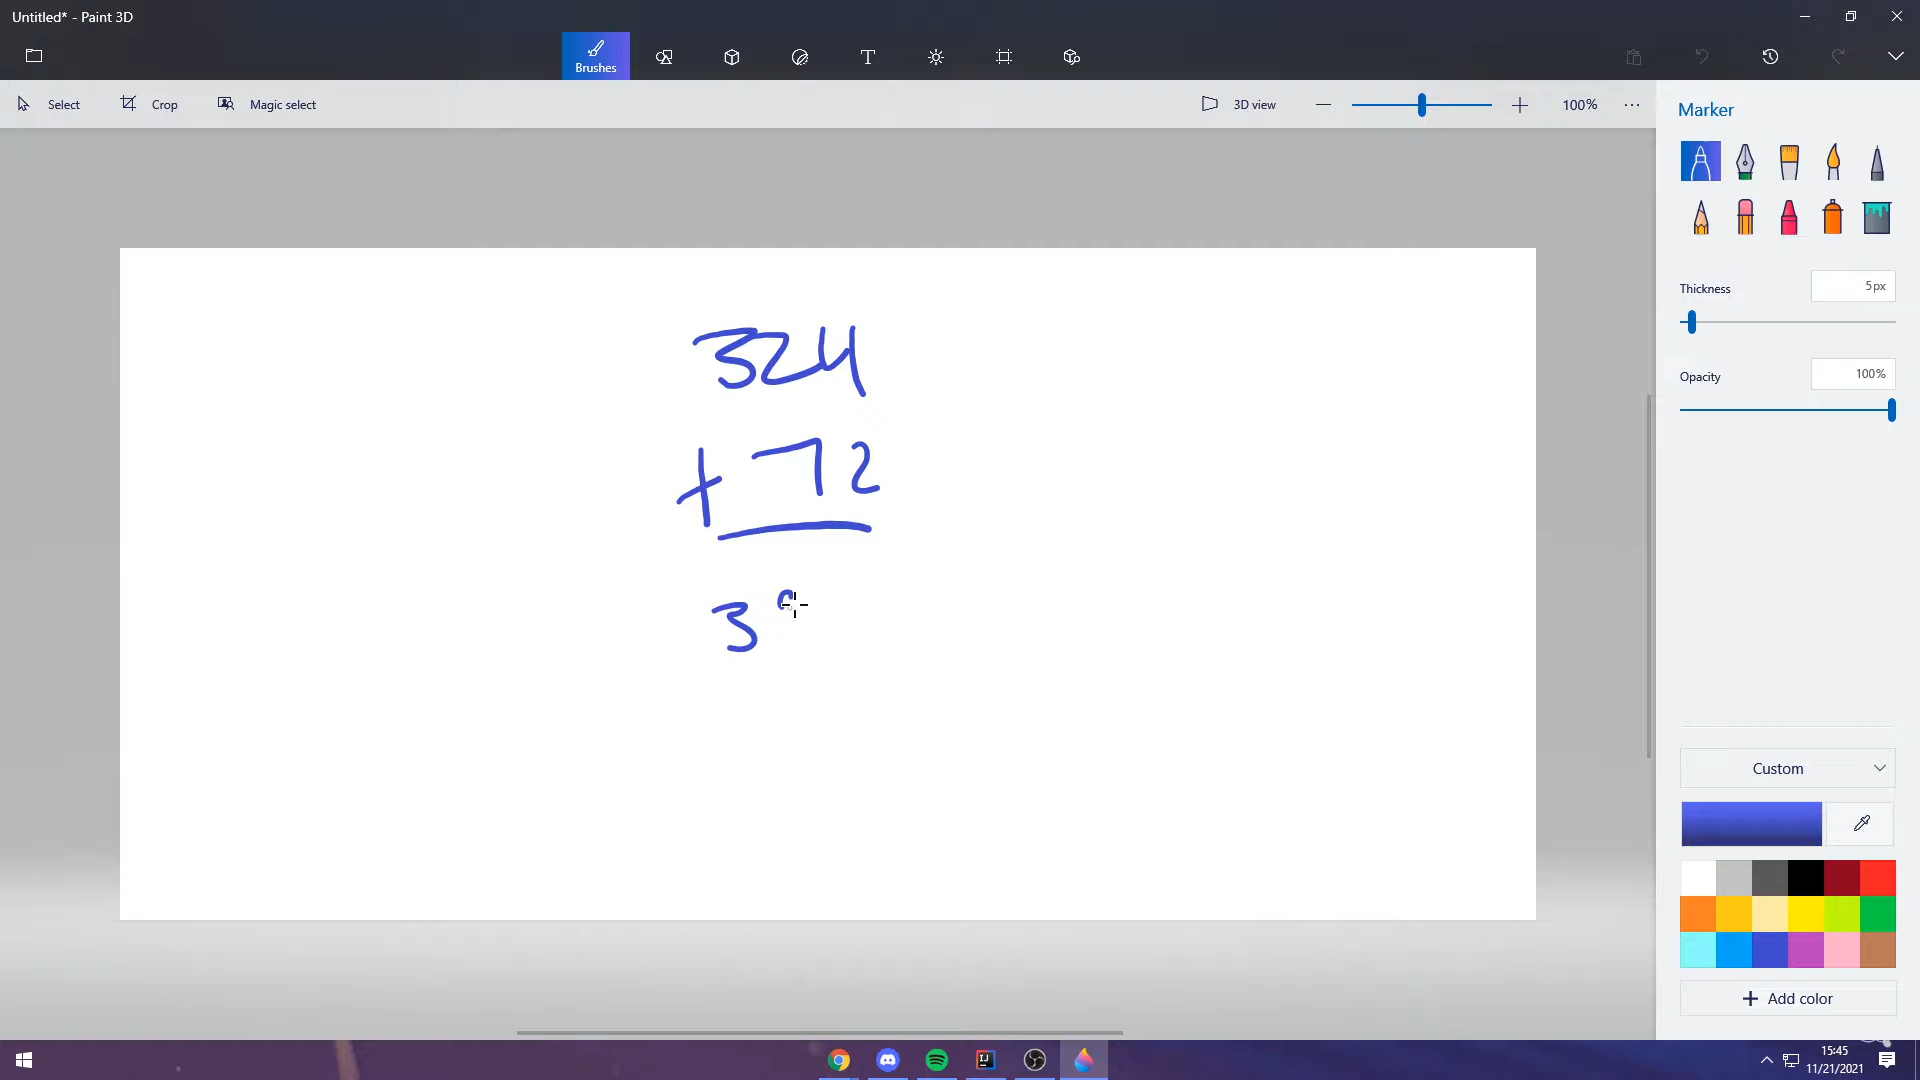 Untitled* - Paint 3D
Brushes
Select Crop Magic select 3D view 100% ...
Marker
Thickness 5px
Opacity 100%
324
+ 72
3
Custom
+ Add color
15:45
11/21/2021